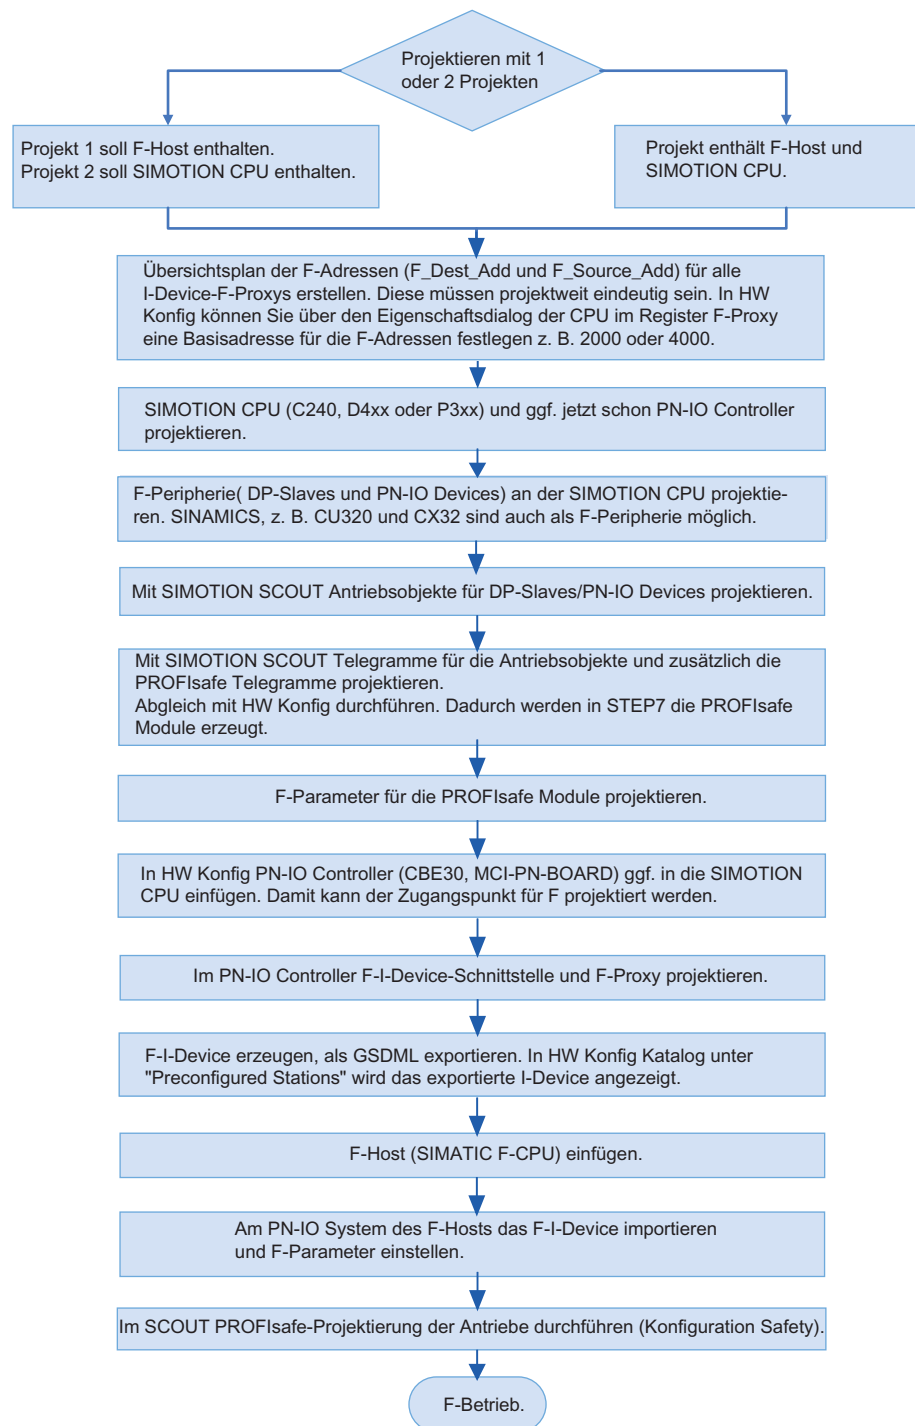 Projektieren mit 1
oder 2 Projekten
Projekt 1 soll F-Host enthalten.
Projekt 2 soll SIMOTION CPU enthalten.
Projekt enthält F-Host und
SIMOTION CPU.
Übersichtsplan der F-Adressen (F_Dest_Add und F_Source_Add) für alle
I-Device-F-Proxys erstellen. Diese müssen projektweit eindeutig sein. In HW
Konfig können Sie über den Eigenschaftsdialog der CPU im Register F-Proxy
eine Basisadresse für die F-Adressen festlegen z. B. 2000 oder 4000.
SIMOTION CPU (C240, D4xx oder P3xx) und ggf. jetzt schon PN-IO Controller
projektieren.
F-Peripherie( DP-Slaves und PN-IO Devices) an der SIMOTION CPU projektie-
ren. SINAMICS, z. B. CU320 und CX32 sind auch als F-Peripherie möglich.
Mit SIMOTION SCOUT Antriebsobjekte für DP-Slaves/PN-IO Devices projektieren.
Mit SIMOTION SCOUT Telegramme für die Antriebsobjekte und zusätzlich die
PROFIsafe Telegramme projektieren.
Abgleich mit HW Konfig durchführen. Dadurch werden in STEP7 die PROFIsafe
Module erzeugt.
F-Parameter für die PROFIsafe Module projektieren.
In HW Konfig PN-IO Controller (CBE30, MCI-PN-BOARD) ggf. in die SIMOTION
CPU einfügen. Damit kann der Zugangspunkt für F projektiert werden.
Im PN-IO Controller F-I-Device-Schnittstelle und F-Proxy projektieren.
F-I-Device erzeugen, als GSDML exportieren. In HW Konfig Katalog unter
"Preconfigured Stations" wird das exportierte I-Device angezeigt.
F-Host (SIMATIC F-CPU) einfügen.
Am PN-IO System des F-Hosts das F-I-Device importieren
und F-Parameter einstellen.
Im SCOUT PROFIsafe-Projektierung der Antriebe durchführen (Konfiguration Safety).
F-Betrieb.